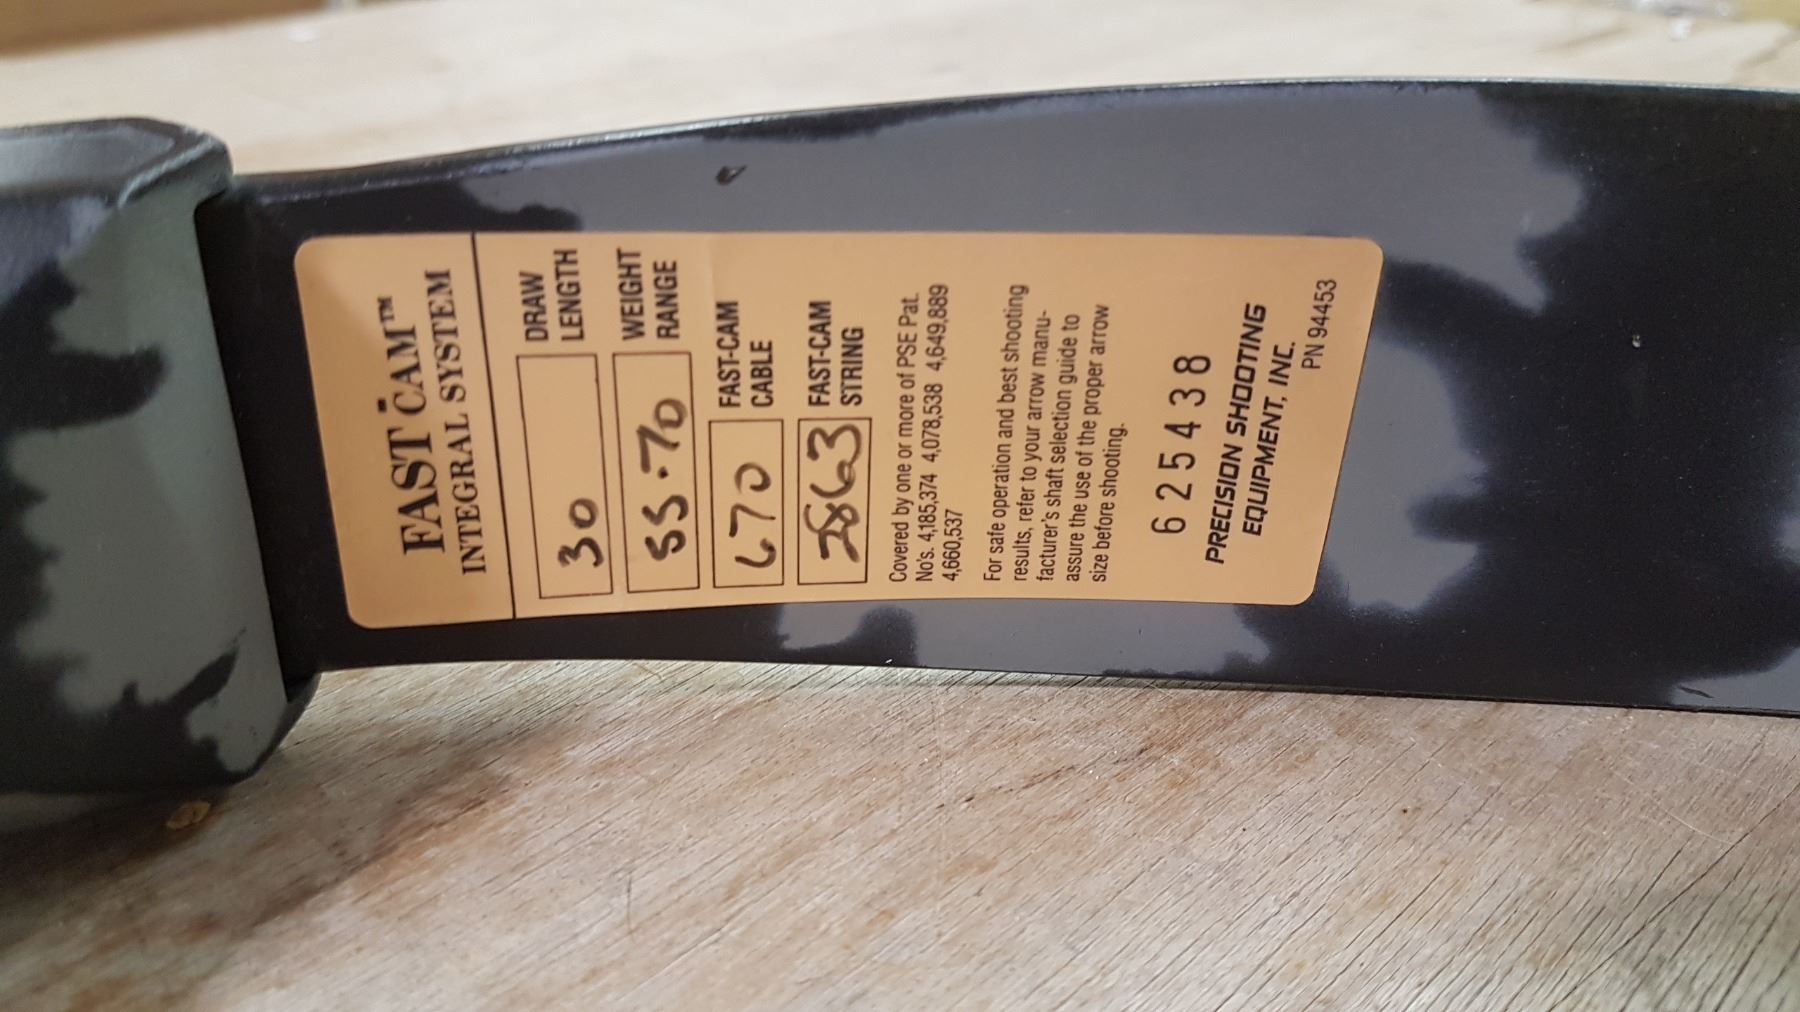 FAST CAM™
INTEGRAL SYSTEM
30 DRAW LENGTH
55-70 WEIGHT RANGE
670 FAST-CAM CABLE
FAST-CAM STRING
Covered by one or more of PSE Pat.
No's. 4,185,374 4,078,538 4,649,889
4,660,537
For safe operation and best shooting
results, refer to your arrow manu-
facturer's shaft selection guide to
assure the use of the proper arrow
size before shooting.
625438
PRECISION SHOOTING
EQUIPMENT, INC.
PN 94453